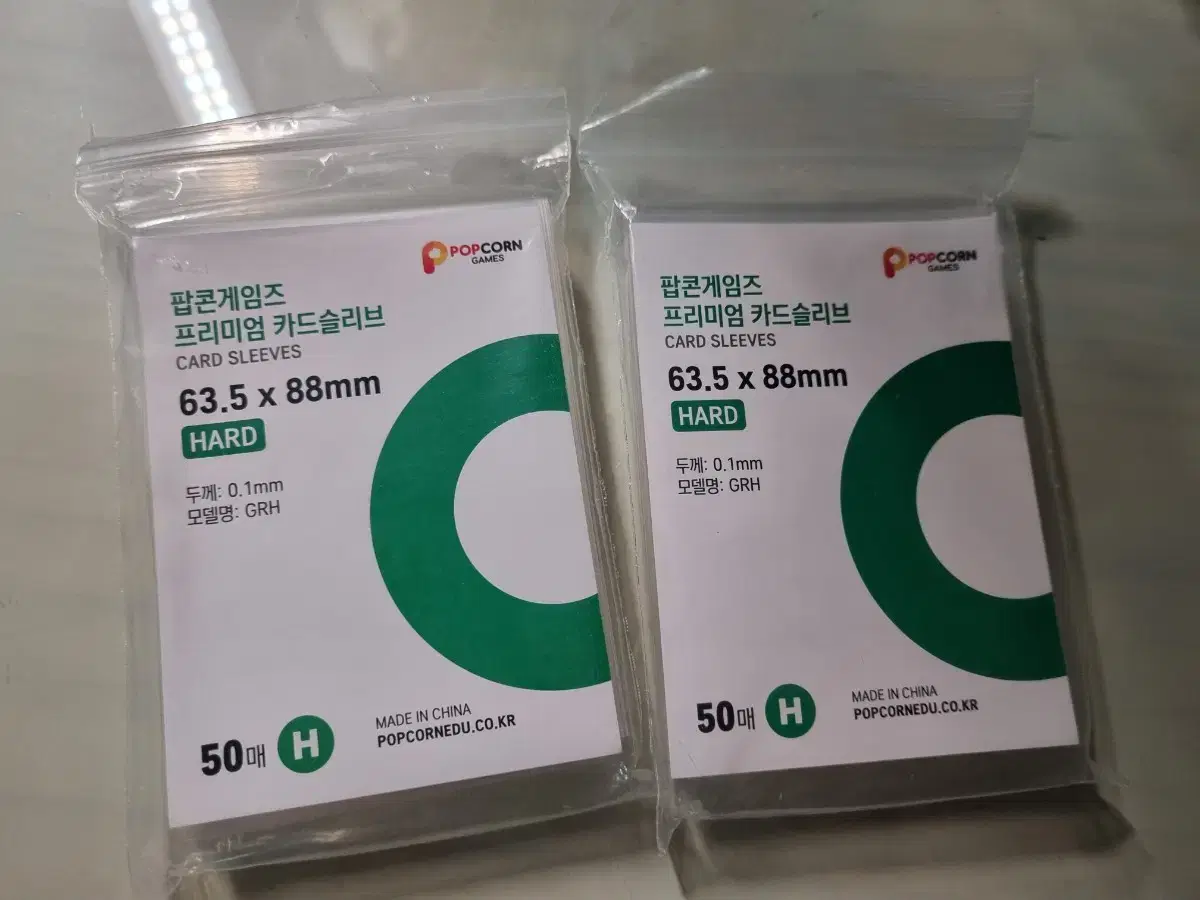 POPCORN
GAMES
팝콘게임즈
프리미엄 카드슬리브
CARD SLEEVES
63.5 x 88mm
HARD
두께: 0.1mm
모델명: GRH
50매 H
MADE IN CHINA
POPCORNEDU.CO.KR
POPCORN
GAMES
팝콘게임즈
프리미엄 카드슬리브
CARD SLEEVES
63.5 x 88mm
HARD
두께: 0.1mm
모델명: GRH
50매 H
MADE IN CHINA
POPCORNEDU.CO.KR